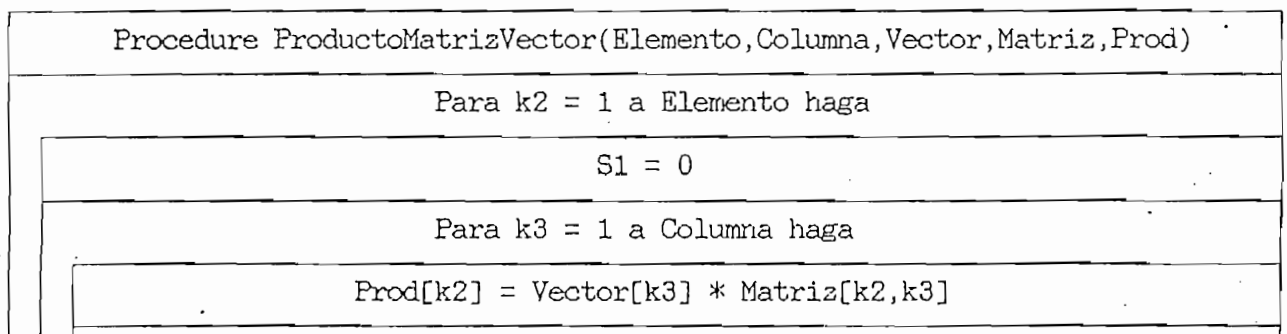 Procedure ProductoMatrizVector(Elemento,Columna,Vector,Matriz,Prod)
Para k2 = 1 a Elemento haga
S1 = 0
Para k3 = 1 a Columna haga
Prod[k2] = Vector[k3] * Matriz[k2,k3]